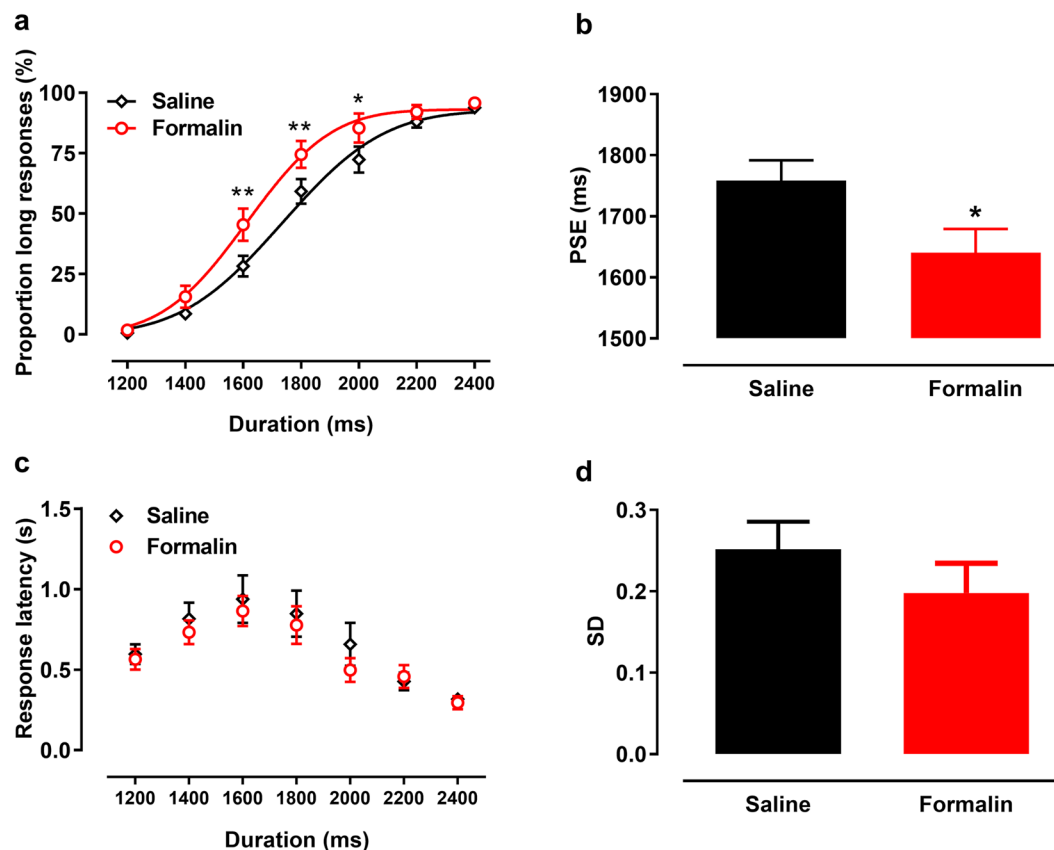 a
Proportion long responses (%)
100
75
50
25
0
Saline
Formalin
**
**
*
1200 1400 1600 1800 2000 2200 2400
Duration (ms)
b
PSE (ms)
1900
1800
1700
1600
1500
*
Saline Formalin
c
Response latency (s)
1.5
1.0
0.5
0.0
Saline
Formalin
1200 1400 1600 1800 2000 2200 2400
Duration (ms)
d
SD
0.3
0.2
0.1
0.0
Saline Formalin